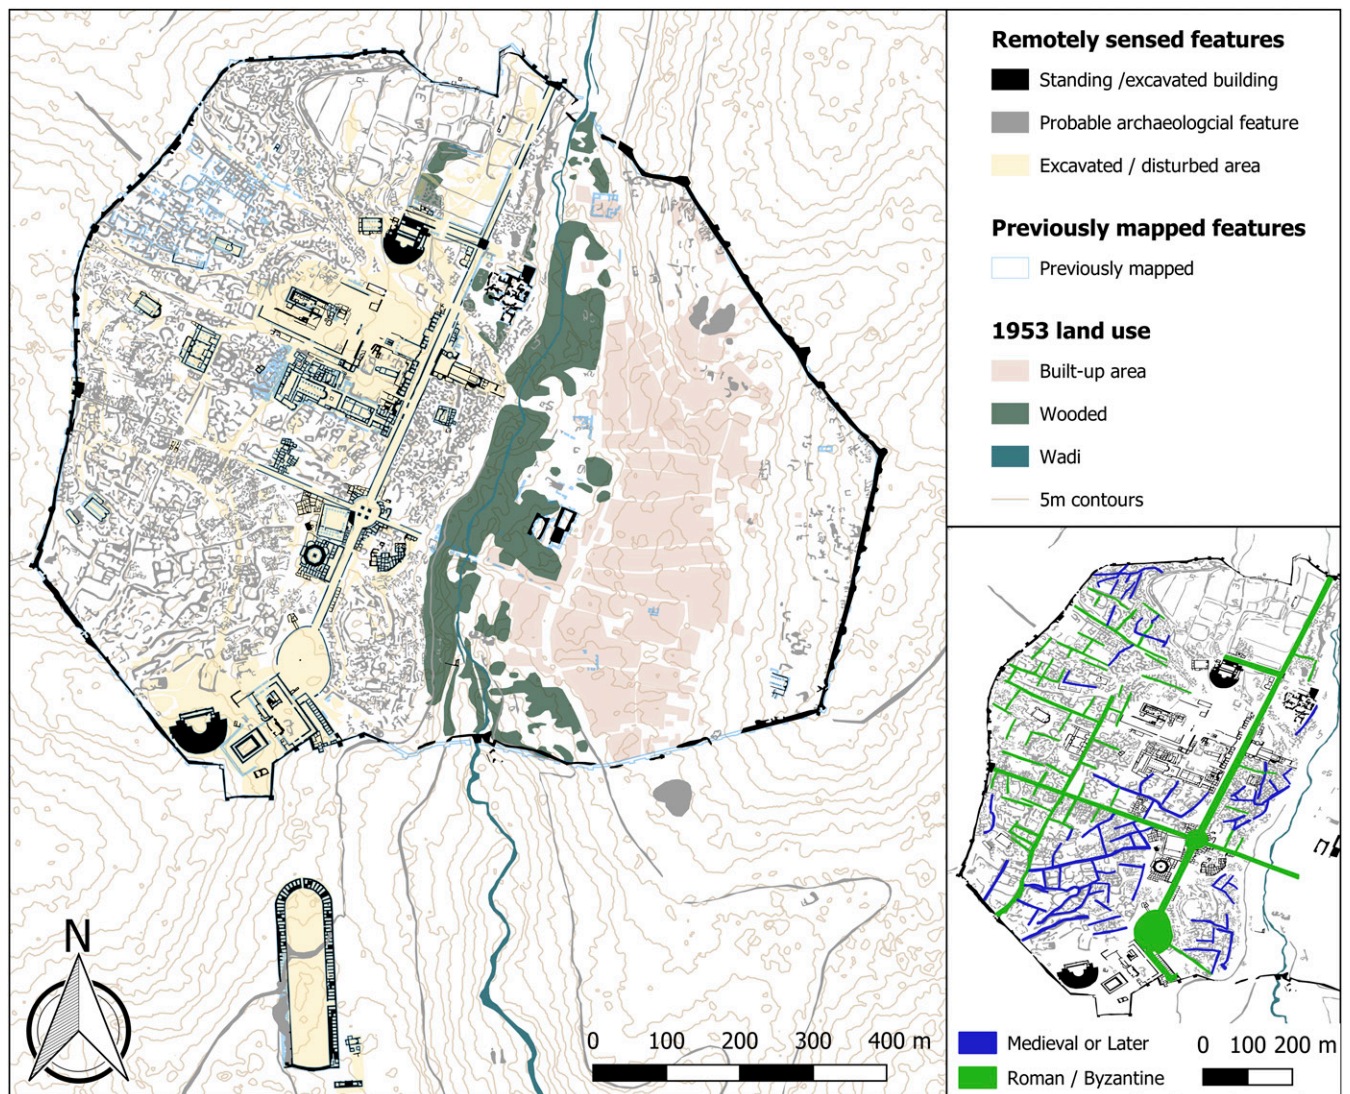 Remotely sensed features
Standing /excavated building
Probable archaeologcial feature
Excavated / disturbed area
Previously mapped features
Previously mapped
1953 land use
Built-up area
Wooded
Wadi
5m contours
N
0 100 200 300 400 m
Medieval or Later
Roman / Byzantine
0 100 200 m